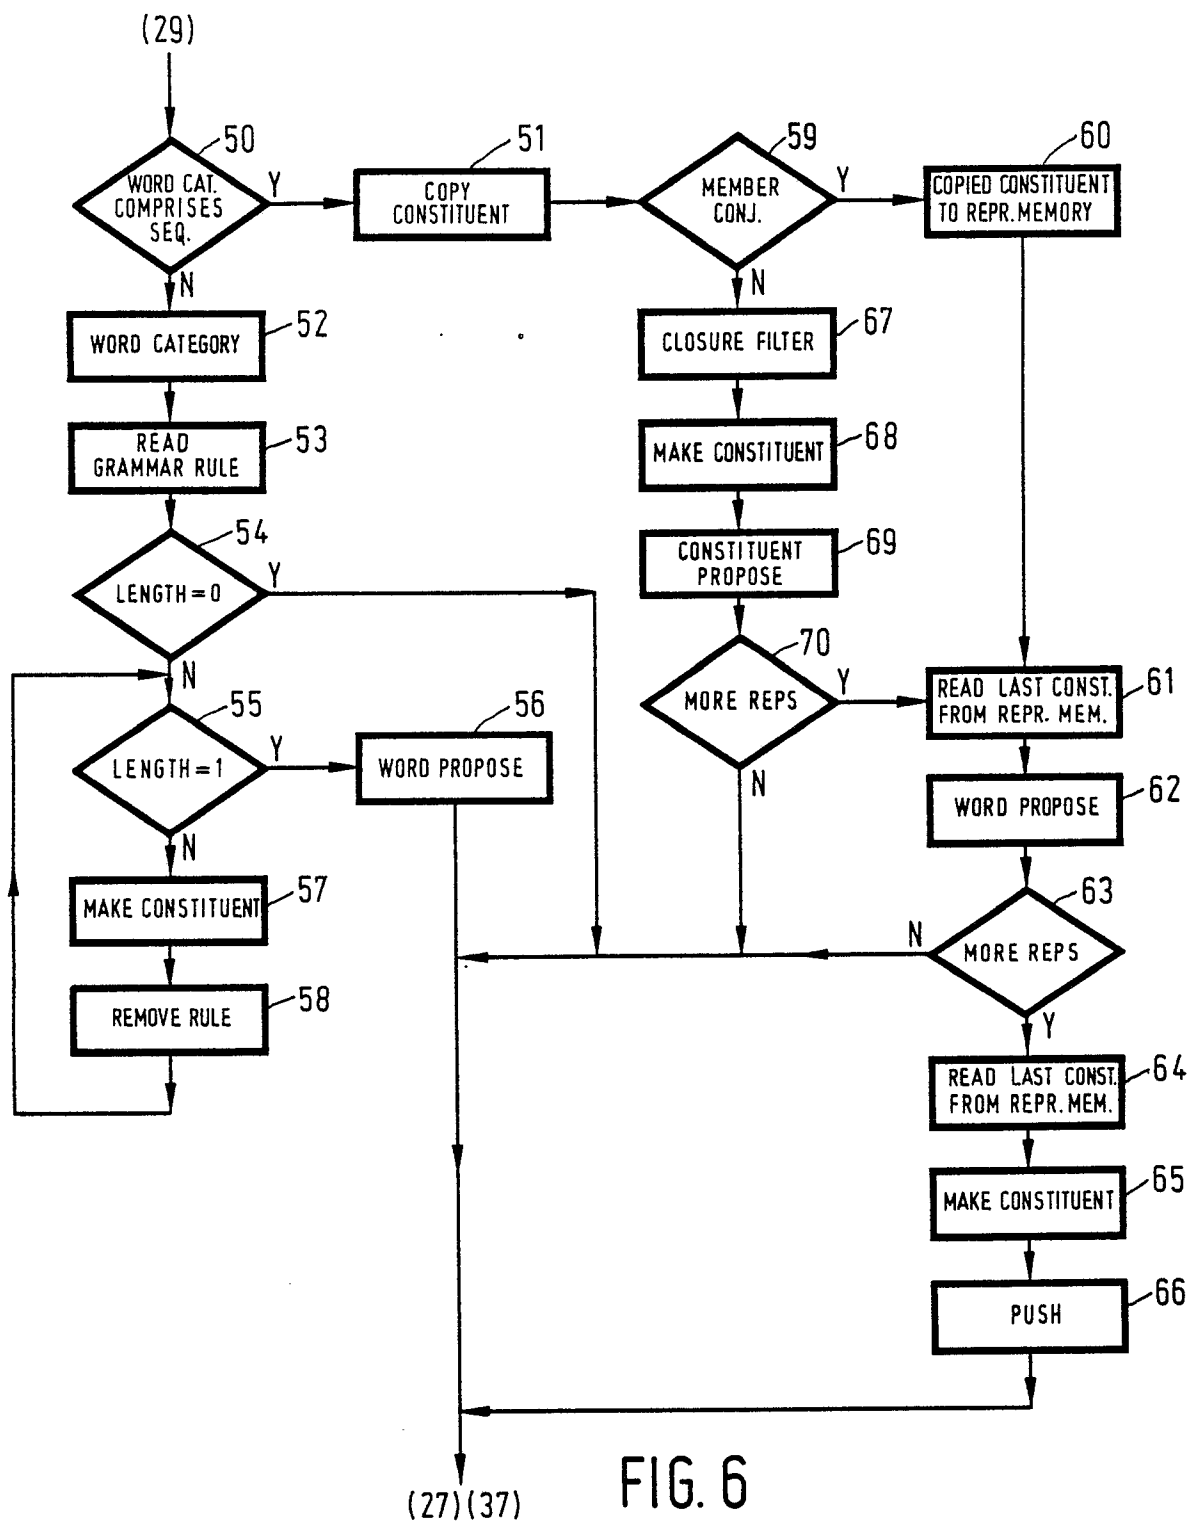 (29)
50
WORD CAT.
COMPRISES
SEQ.
Y
N
51
COPY
CONSTITUENT
59
MEMBER
CONJ.
Y
N
60
COPIED CONSTITUENT
TO REPR. MEMORY
52
WORD CATEGORY
67
CLOSURE FILTER
53
READ
GRAMMAR RULE
68
MAKE CONSTITUENT
54
LENGTH=0
Y
N
69
CONSTITUENT
PROPOSE
70
MORE REPS
Y
N
61
READ LAST CONST.
FROM REPR. MEM.
55
LENGTH=1
Y
N
56
WORD PROPOSE
62
WORD PROPOSE
57
MAKE CONSTITUENT
63
MORE REPS
N
Y
58
REMOVE RULE
64
READ LAST CONST.
FROM REPR. MEM.
65
MAKE CONSTITUENT
66
PUSH
(27)(37)
FIG. 6